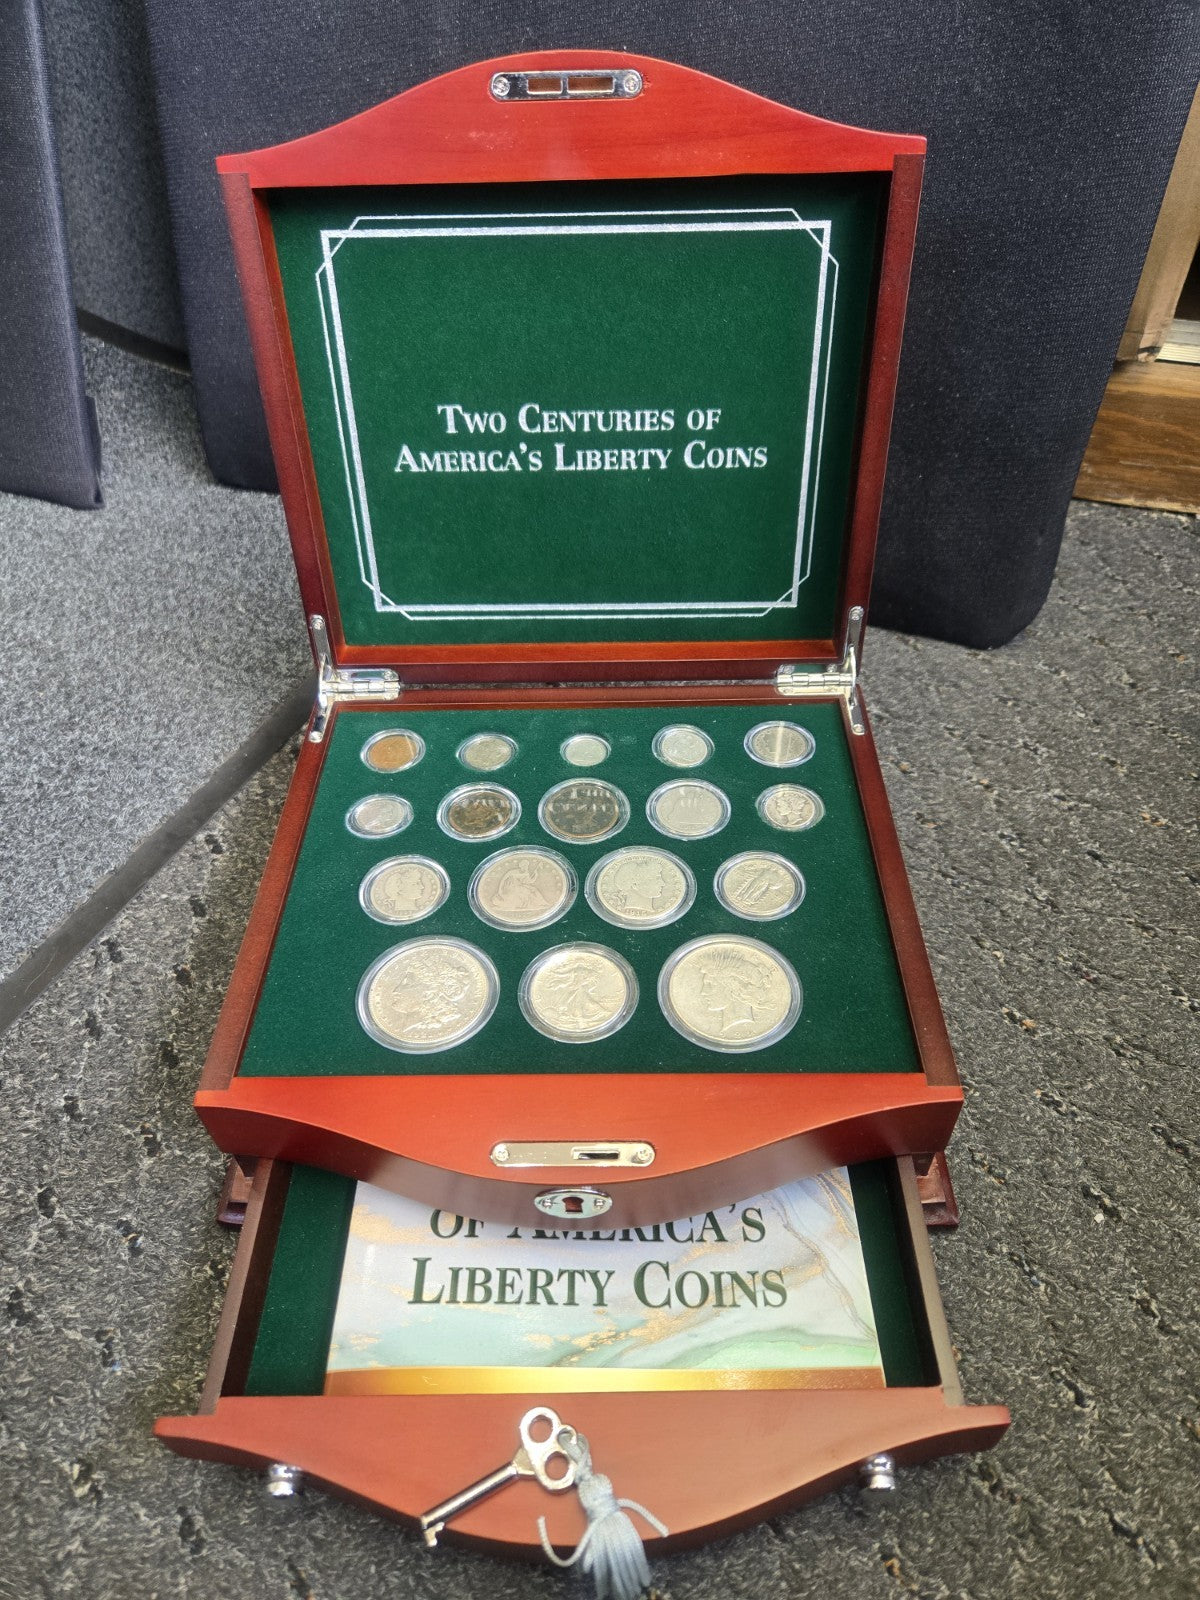 Two Centuries of
America's Liberty Coins
of America's
Liberty Coins